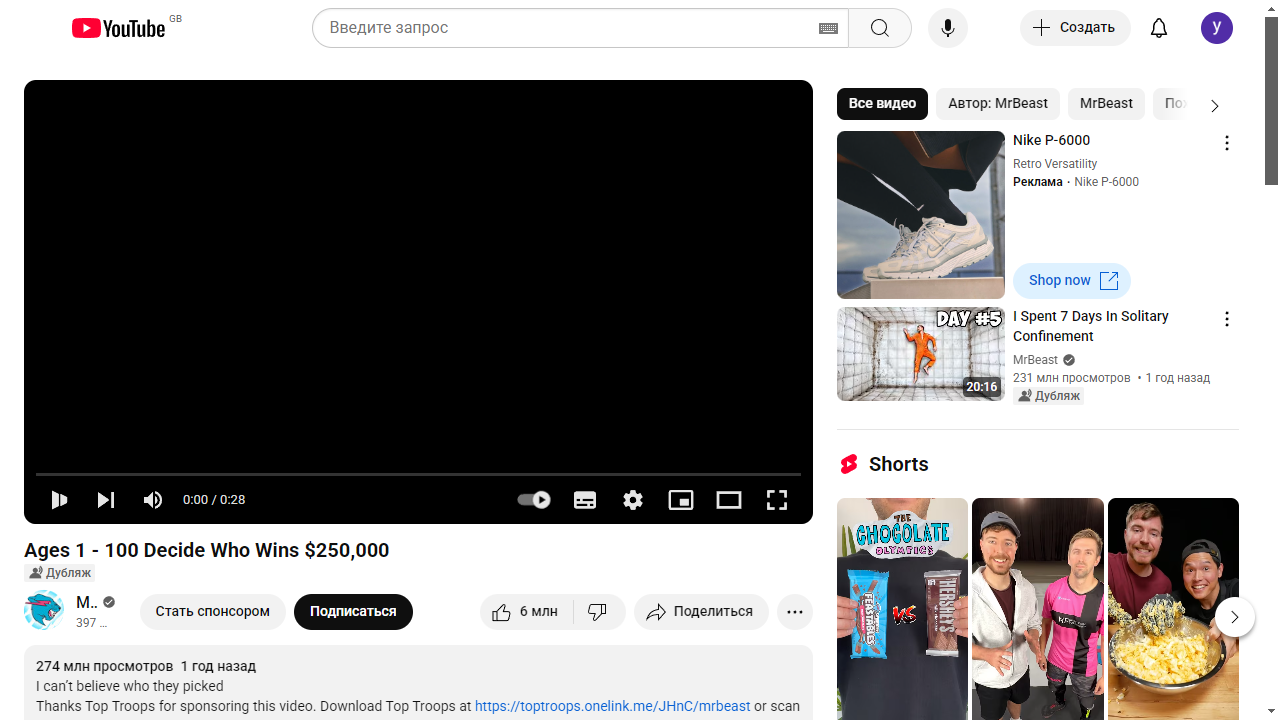 YouTube GB
Введите запрос
Создать
y
0:00 / 0:28
Ages 1 - 100 Decide Who Wins $250,000
Дубляж
M..
397 ...
Стать спонсором
Подписаться
6 млн
Поделиться
274 млн просмотров 1 год назад
I can't believe who they picked
Thanks Top Troops for sponsoring this video. Download Top Troops at https://toptroops.onelink.me/JHnC/mrbeast or scan
Все видео
Автор: MrBeast
MrBeast
Nike P-6000
Retro Versatility
Реклама · Nike P-6000
Shop now
DAY #5
20:16
I Spent 7 Days In Solitary
Confinement
MrBeast
231 млн просмотров • 1 год назад
Дубляж
Shorts
THE
CHOCOLATE
OLYMPICS
FEASTABLES
VS
HERSHEY'S